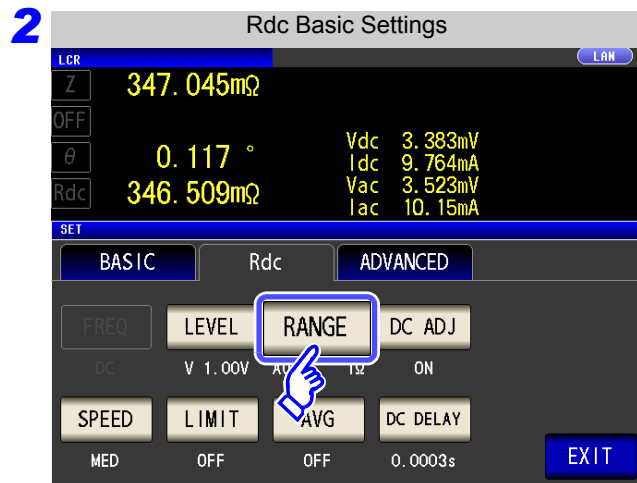 2
Rdc Basic Settings
LCR LAN
Z 347.045mΩ
OFF
θ 0.117 °
Rdc 346.509mΩ
Vdc 3.383mV
Idc 9.764mA
Vac 3.523mV
Iac 10.15mA
SET
BASIC Rdc ADVANCED
FREQ LEVEL RANGE DC ADJ
DC V 1.00V 1Ω ON
SPEED LIMIT AVG DC DELAY
MED OFF OFF 0.0003s
EXIT